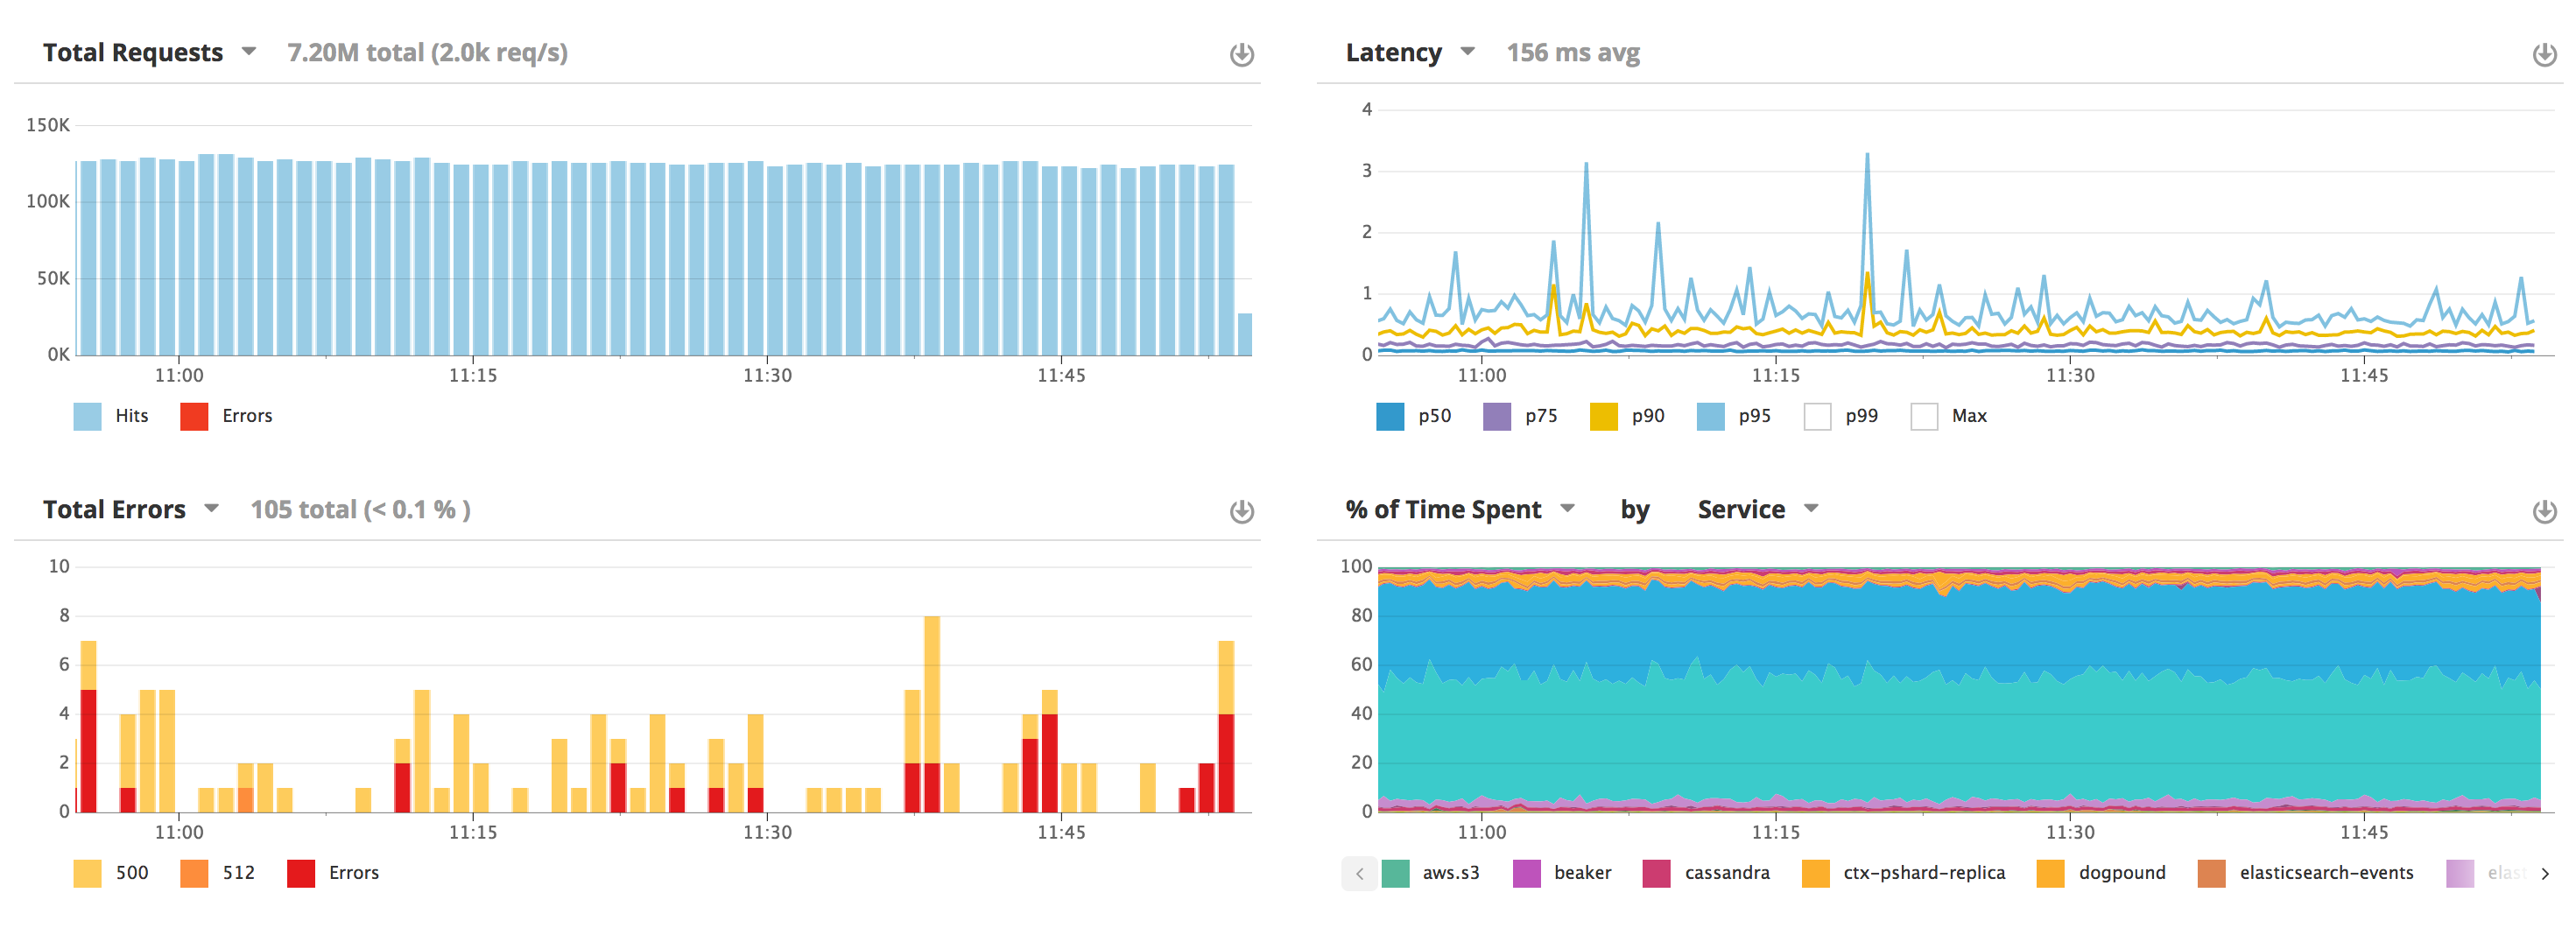 Total Requests 7.20M total (2.0k req/s)
150K
100K
50K
0K
11:00 11:15 11:30 11:45
Hits Errors
Latency 156 ms avg
4
3
2
1
0
11:00 11:15 11:30 11:45
p50 p75 p90 p95 p99 Max
Total Errors 105 total (< 0.1 % )
10
8
6
4
2
0
11:00 11:15 11:30 11:45
500 512 Errors
% of Time Spent by Service
100
80
60
40
20
0
11:00 11:15 11:30 11:45
aws.s3 beaker cassandra ctx-pshard-replica dogpound elasticsearch-events elast